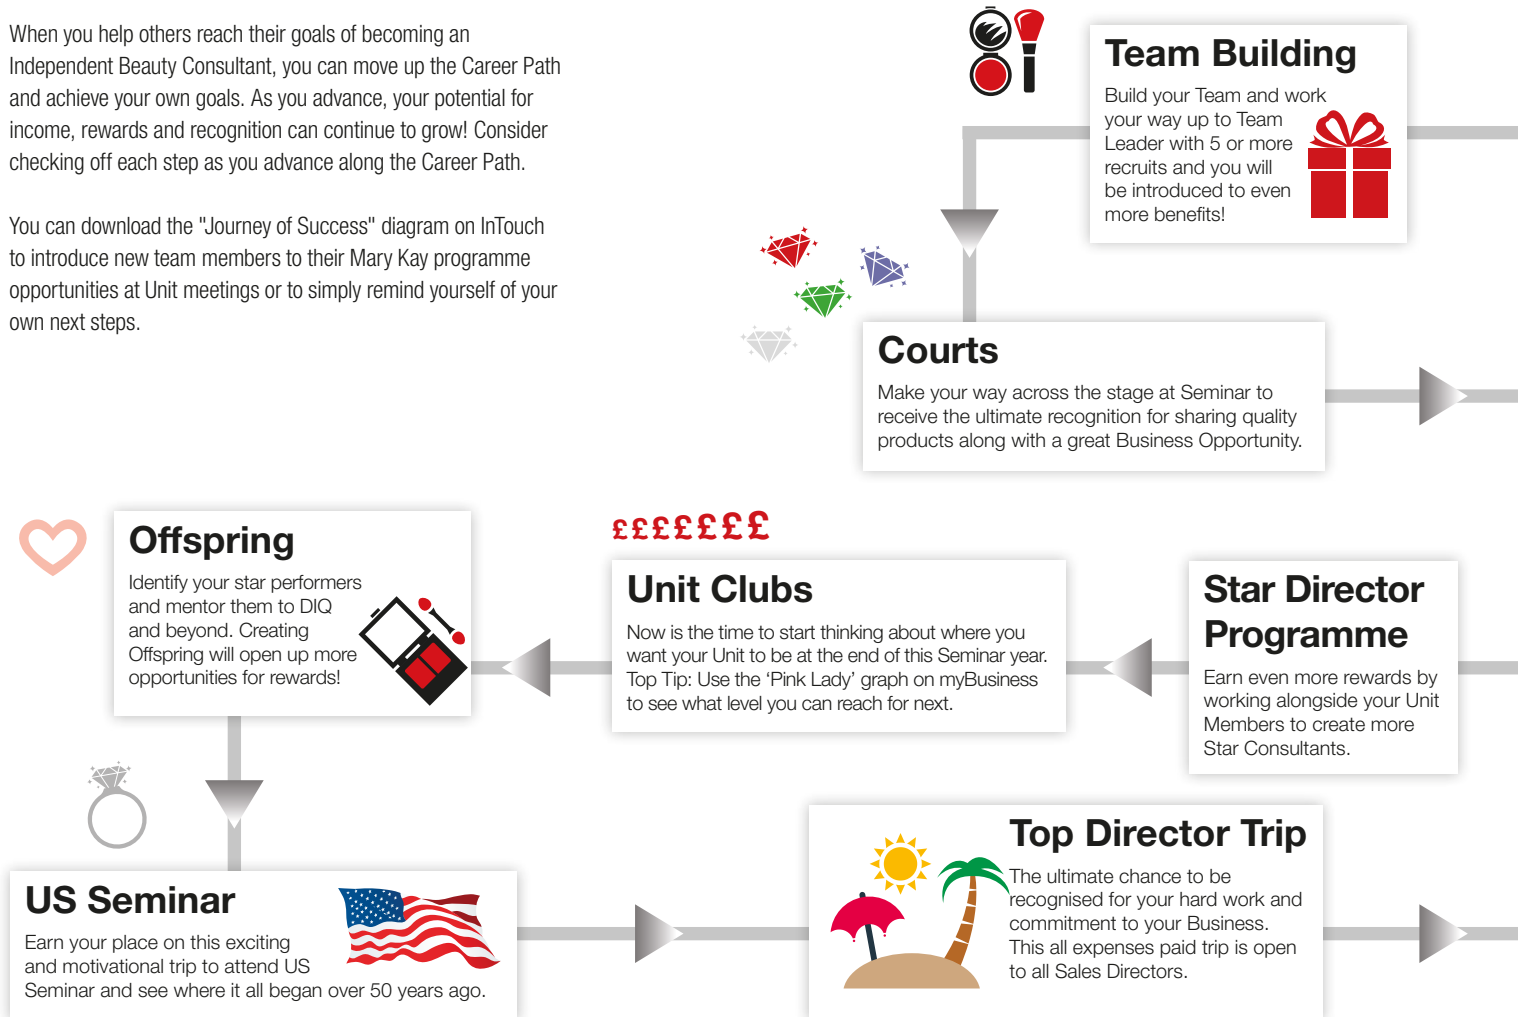 When you help others reach their goals of becoming an
Independent Beauty Consultant, you can move up the Career Path
and achieve your own goals. As you advance, your potential for
income, rewards and recognition can continue to grow! Consider
checking off each step as you advance along the Career Path.
You can download the "Journey of Success" diagram on InTouch
to introduce new team members to their Mary Kay programme
opportunities at Unit meetings or to simply remind yourself of your
own next steps.
Team Building
Build your Team and work
your way up to Team
Leader with 5 or more
recruits and you will
be introduced to even
more benefits!
Courts
Make your way across the stage at Seminar to
receive the ultimate recognition for sharing quality
products along with a great Business Opportunity.
Star Director
Programme
Earn even more rewards by
working alongside your Unit
Members to create more
Star Consultants.
£££££££
Unit Clubs
Now is the time to start thinking about where you
want your Unit to be at the end of this Seminar year.
Top Tip: Use the ‘Pink Lady’ graph on myBusiness
to see what level you can reach for next.
Offspring
Identify your star performers
and mentor them to DIQ
and beyond. Creating
Offspring will open up more
opportunities for rewards!
US Seminar
Earn your place on this exciting
and motivational trip to attend US
Seminar and see where it all began over 50 years ago.
Top Director Trip
The ultimate chance to be
recognised for your hard work and
commitment to your Business.
This all expenses paid trip is open
to all Sales Directors.